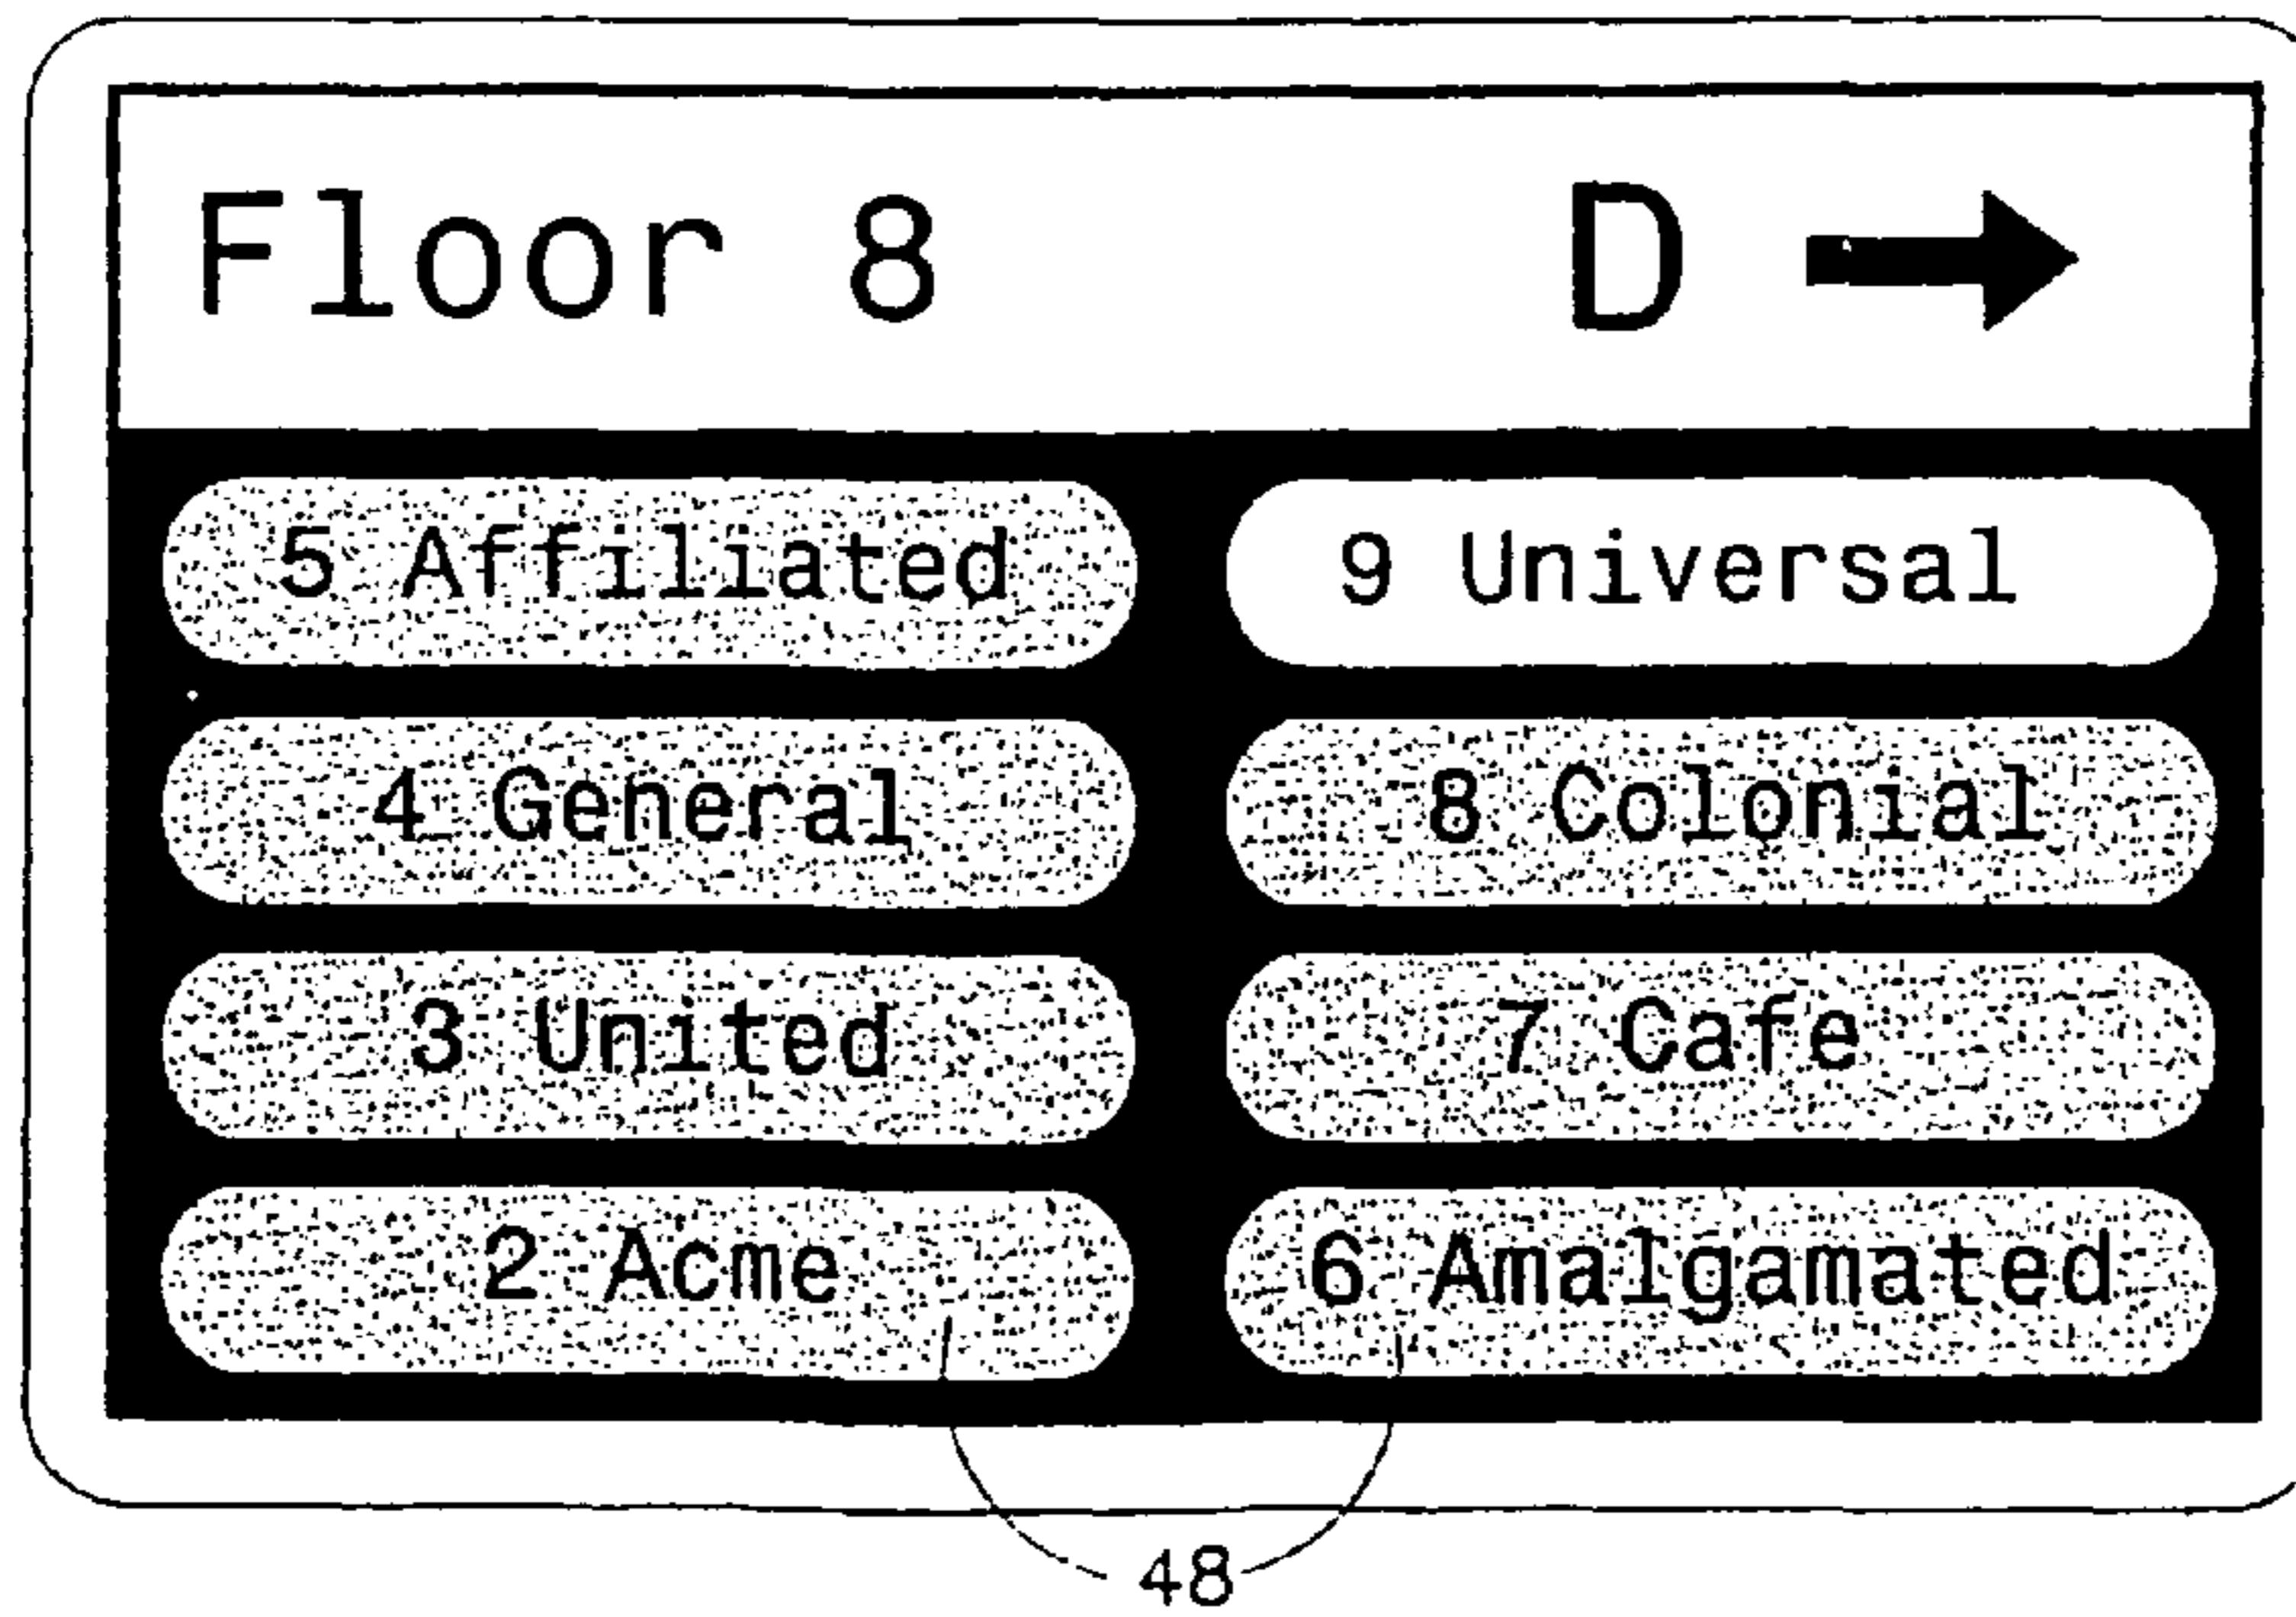 Floor 8 D →
5 Affiliated 9 Universal
4 General 8 Colonial
3 United 7 Cafe
2 Acme 6 Amalgamated
48